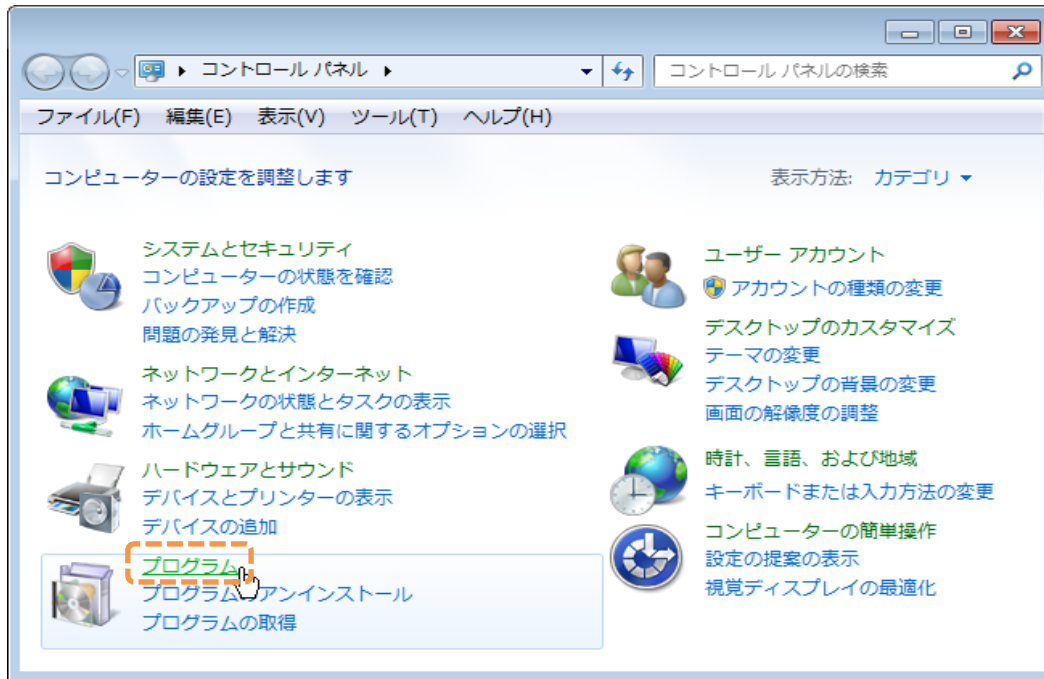 コントロール パネル
コントロール パネルの検索
ファイル(F) 編集(E) 表示(V) ツール(T) ヘルプ(H)
コンピューターの設定を調整します
表示方法: カテゴリ
システムとセキュリティ
コンピューターの状態を確認
バックアップの作成
問題の発見と解決
ネットワークとインターネット
ネットワークの状態とタスクの表示
ホームグループと共有に関するオプションの選択
ハードウェアとサウンド
デバイスとプリンターの表示
デバイスの追加
プログラム
プログラムのアンインストール
プログラムの取得
ユーザー アカウント
アカウントの種類の変更
デスクトップのカスタマイズ
テーマの変更
デスクトップの背景の変更
画面の解像度の調整
時計、言語、および地域
キーボードまたは入力方法の変更
コンピューターの簡単操作
設定の提案の表示
視覚ディスプレイの最適化